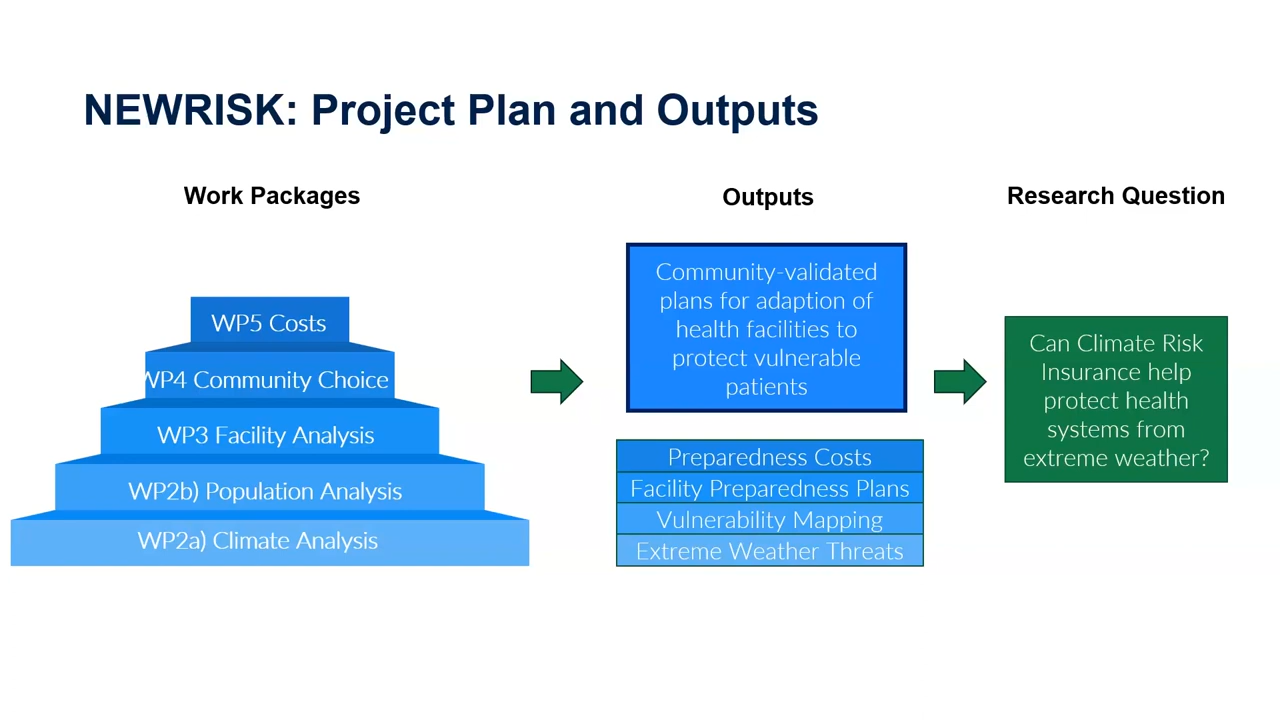 NEWRISK: Project Plan and Outputs
Work Packages
WP5 Costs
WP4 Community Choice
WP3 Facility Analysis
WP2b) Population Analysis
WP2a) Climate Analysis
Outputs
Community-validated
plans for adaption of
health facilities to
protect vulnerable
patients
Preparedness Costs
Facility Preparedness Plans
Vulnerability Mapping
Extreme Weather Threats
Research Question
Can Climate Risk
Insurance help
protect health
systems from
extreme weather?